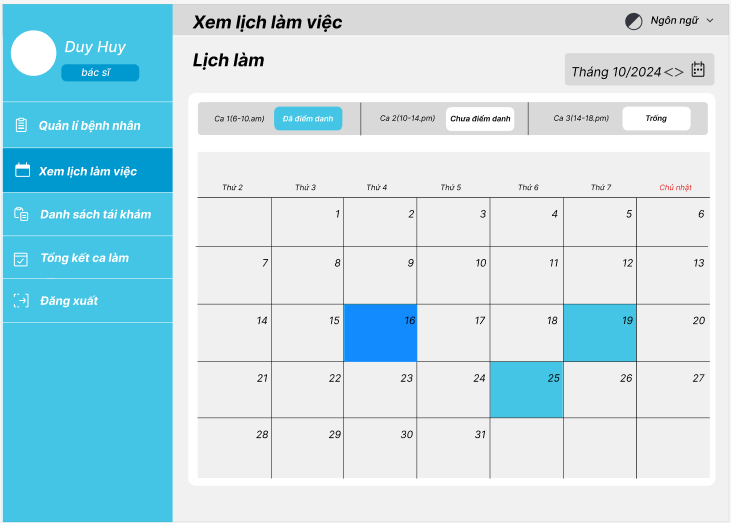 Duy Huy
bác sĩ
Quản lí bệnh nhân
Xem lịch làm việc
Danh sách tái khám
Tổng kết ca làm
Đăng xuất
Xem lịch làm việc
Ngôn ngữ
Lịch làm
Tháng 10/2024 <>
Ca 1(6-10.am) Đã điểm danh Ca 2(10-14.pm) Chưa điểm danh Ca 3(14-18.pm) Trống
Thứ 2 Thứ 3 Thứ 4 Thứ 5 Thứ 6 Thứ 7 Chủ nhật
1 2 3 4 5 6
7 8 9 10 11 12 13
14 15 16 17 18 19 20
21 22 23 24 25 26 27
28 29 30 31